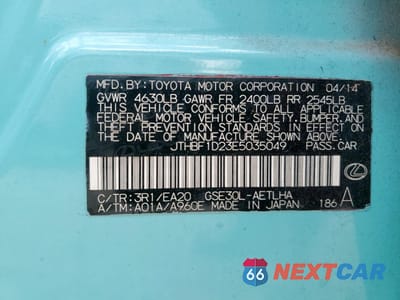 MFD. BY: TOYOTA MOTOR CORPORATION 04/14
GVWR 4630LB GAWR FR 2400LB RR 2545LB
THIS VEHICLE CONFORMS TO ALL APPLICABLE
FEDERAL MOTOR VEHICLE SAFETY, BUMPER, AND
THEFT PREVENTION STANDARDS IN EFFECT ON
THE DATE OF MANUFACTURE SHOWN ABOVE.
JTHBF1D23E5035049 PASS.CAR
C/TR: 3R1/EA20 GSE30L-AETLHA
A/TM: A01A/A960E MADE IN JAPAN 186 A
66 NEXTCAR